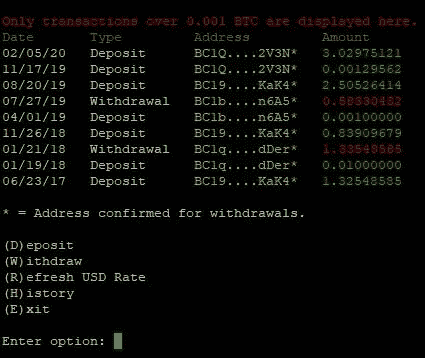 Only transactions over 0.001 BTC are displayed here.
Date Type Address Amount
02/05/20 Deposit BC1Q....2V3N* 3.02975121
11/17/19 Deposit BC1Q....2V3N* 0.00129562
08/20/19 Deposit BC19....KaK4* 2.50526414
07/27/19 Withdrawal BC1b....n6A5* 0.58330482
04/01/19 Deposit BC1b....n6A5* 0.00100000
11/26/18 Deposit BC19....KaK4* 0.83909679
01/21/18 Withdrawal BC1q....dDer* 1.33548585
01/19/18 Deposit BC1q....dDer* 0.01000000
06/23/17 Deposit BC19....KaK4* 1.32548585
* = Address confirmed for withdrawals.
(D)eposit
(W)ithdraw
(R)efresh USD Rate
(H)istory
(E)xit
Enter option: